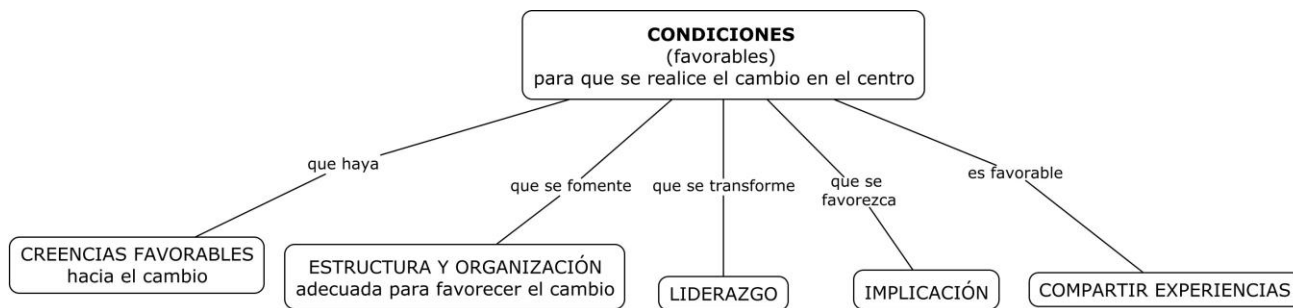 CONDICIONES
(favorables)
para que se realice el cambio en el centro
que haya
que se fomente
que se transforme
que se
favorezca
es favorable
CREENCIAS FAVORABLES
hacia el cambio
ESTRUCTURA Y ORGANIZACIÓN
adecuada para favorecer el cambio
LIDERAZGO
IMPLICACIÓN
COMPARTIR EXPERIENCIAS